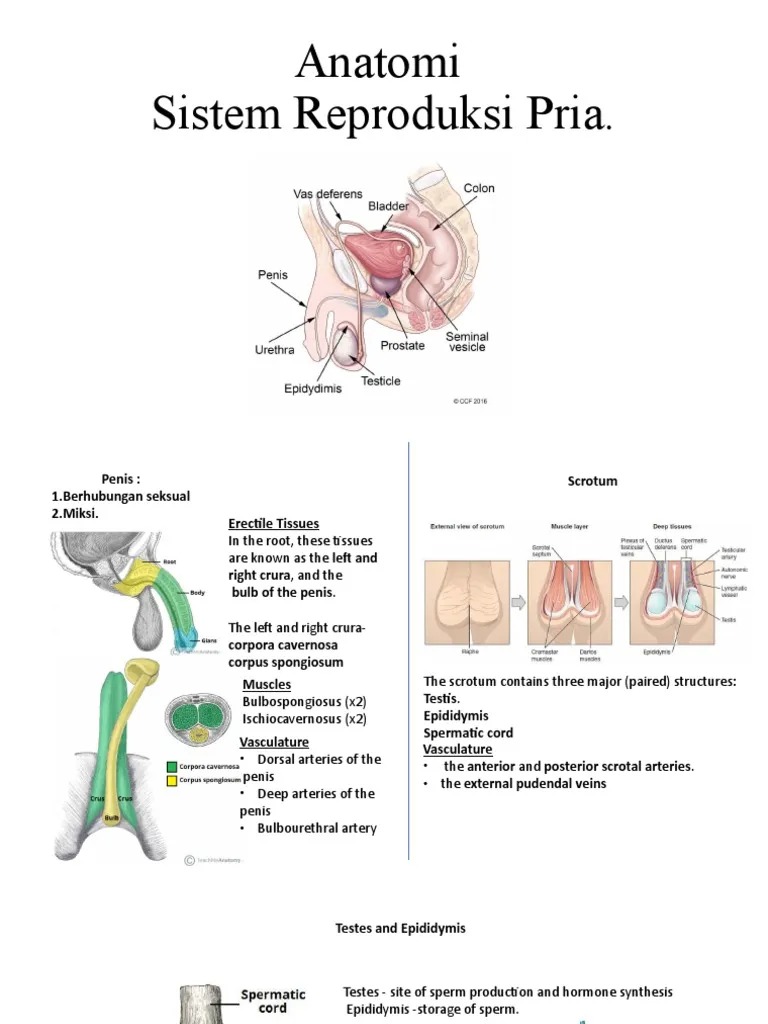 Anatomi
Sistem Reproduksi Pria.
Vas deferens
Bladder
Colon
Penis
Urethra
Epidydimis
Testicle
Prostate
Seminal
vesicle
© CCF 2016
Penis :
1.Berhubungan seksual
2.Miksi.
Root
Body
Glans
Erectile Tissues
In the root, these tissues
are known as the left and
right crura, and the
bulb of the penis.
The left and right crura-
corpora cavernosa
corpus spongiosum
Muscles
Bulbospongiosus (x2)
Ischiocavernosus (x2)
Vasculature
• Dorsal arteries of the
penis
• Deep arteries of the
penis
• Bulbourethral artery
Corpora cavernosa
Corpus spongiosum
Crus
Crus
Bulb
© TeachMeAnatomy
Scrotum
External view of scrotum
Muscle layer
Deep tissues
Raphe
Scrotal
septum
Cremaster
muscles
Dartos
muscles
Plexus of
testicular
veins
Ductus
deferens
Spermatic
cord
Testicular
artery
Autonomic
nerve
Lymphatic
vessel
Testis
Epididymis
The scrotum contains three major (paired) structures:
Testis.
Epididymis
Spermatic cord
Vasculature
• the anterior and posterior scrotal arteries.
• the external pudendal veins
Testes and Epididymis
Spermatic
cord
Testes - site of sperm production and hormone synthesis
Epididymis -storage of sperm.